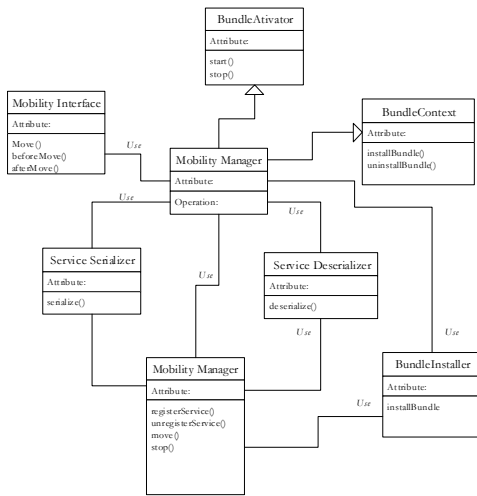 BundleAtivator
Attribute:
start()
stop()
Mobility Interface
Attribute:
Move()
beforeMove()
afterMove()
Use
BundleContext
Attribute:
installBundle()
uninstallBundle()
Mobility Manager
Attribute:
Operation:
Use
Use
Service Serializer
Attribute:
serialize()
Use
Service Deserializer
Attribute:
deserialize()
Use
Use
Mobility Manager
Attribute:
registerService()
unregisterService()
move()
stop()
BundleInstaller
Attribute:
installBundle
Use